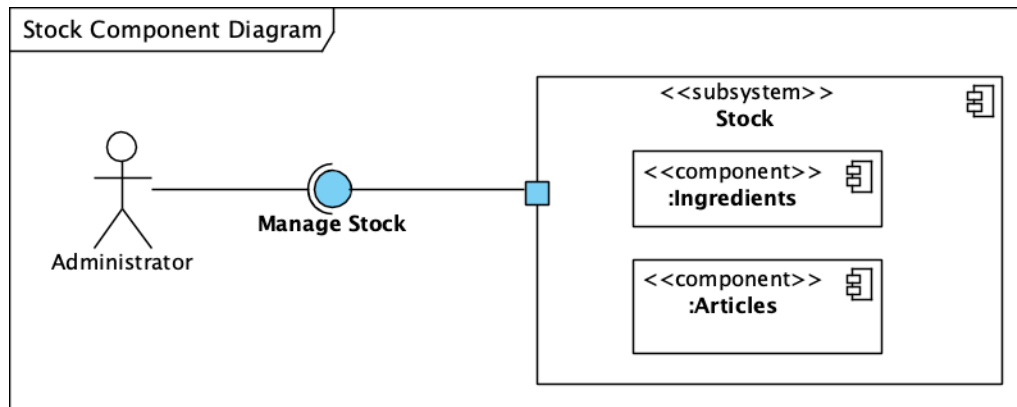 Stock Component Diagram
<<subsystem>>
Stock
<<component>>
:Ingredients
Manage Stock
Administrator
<<component>>
:Articles